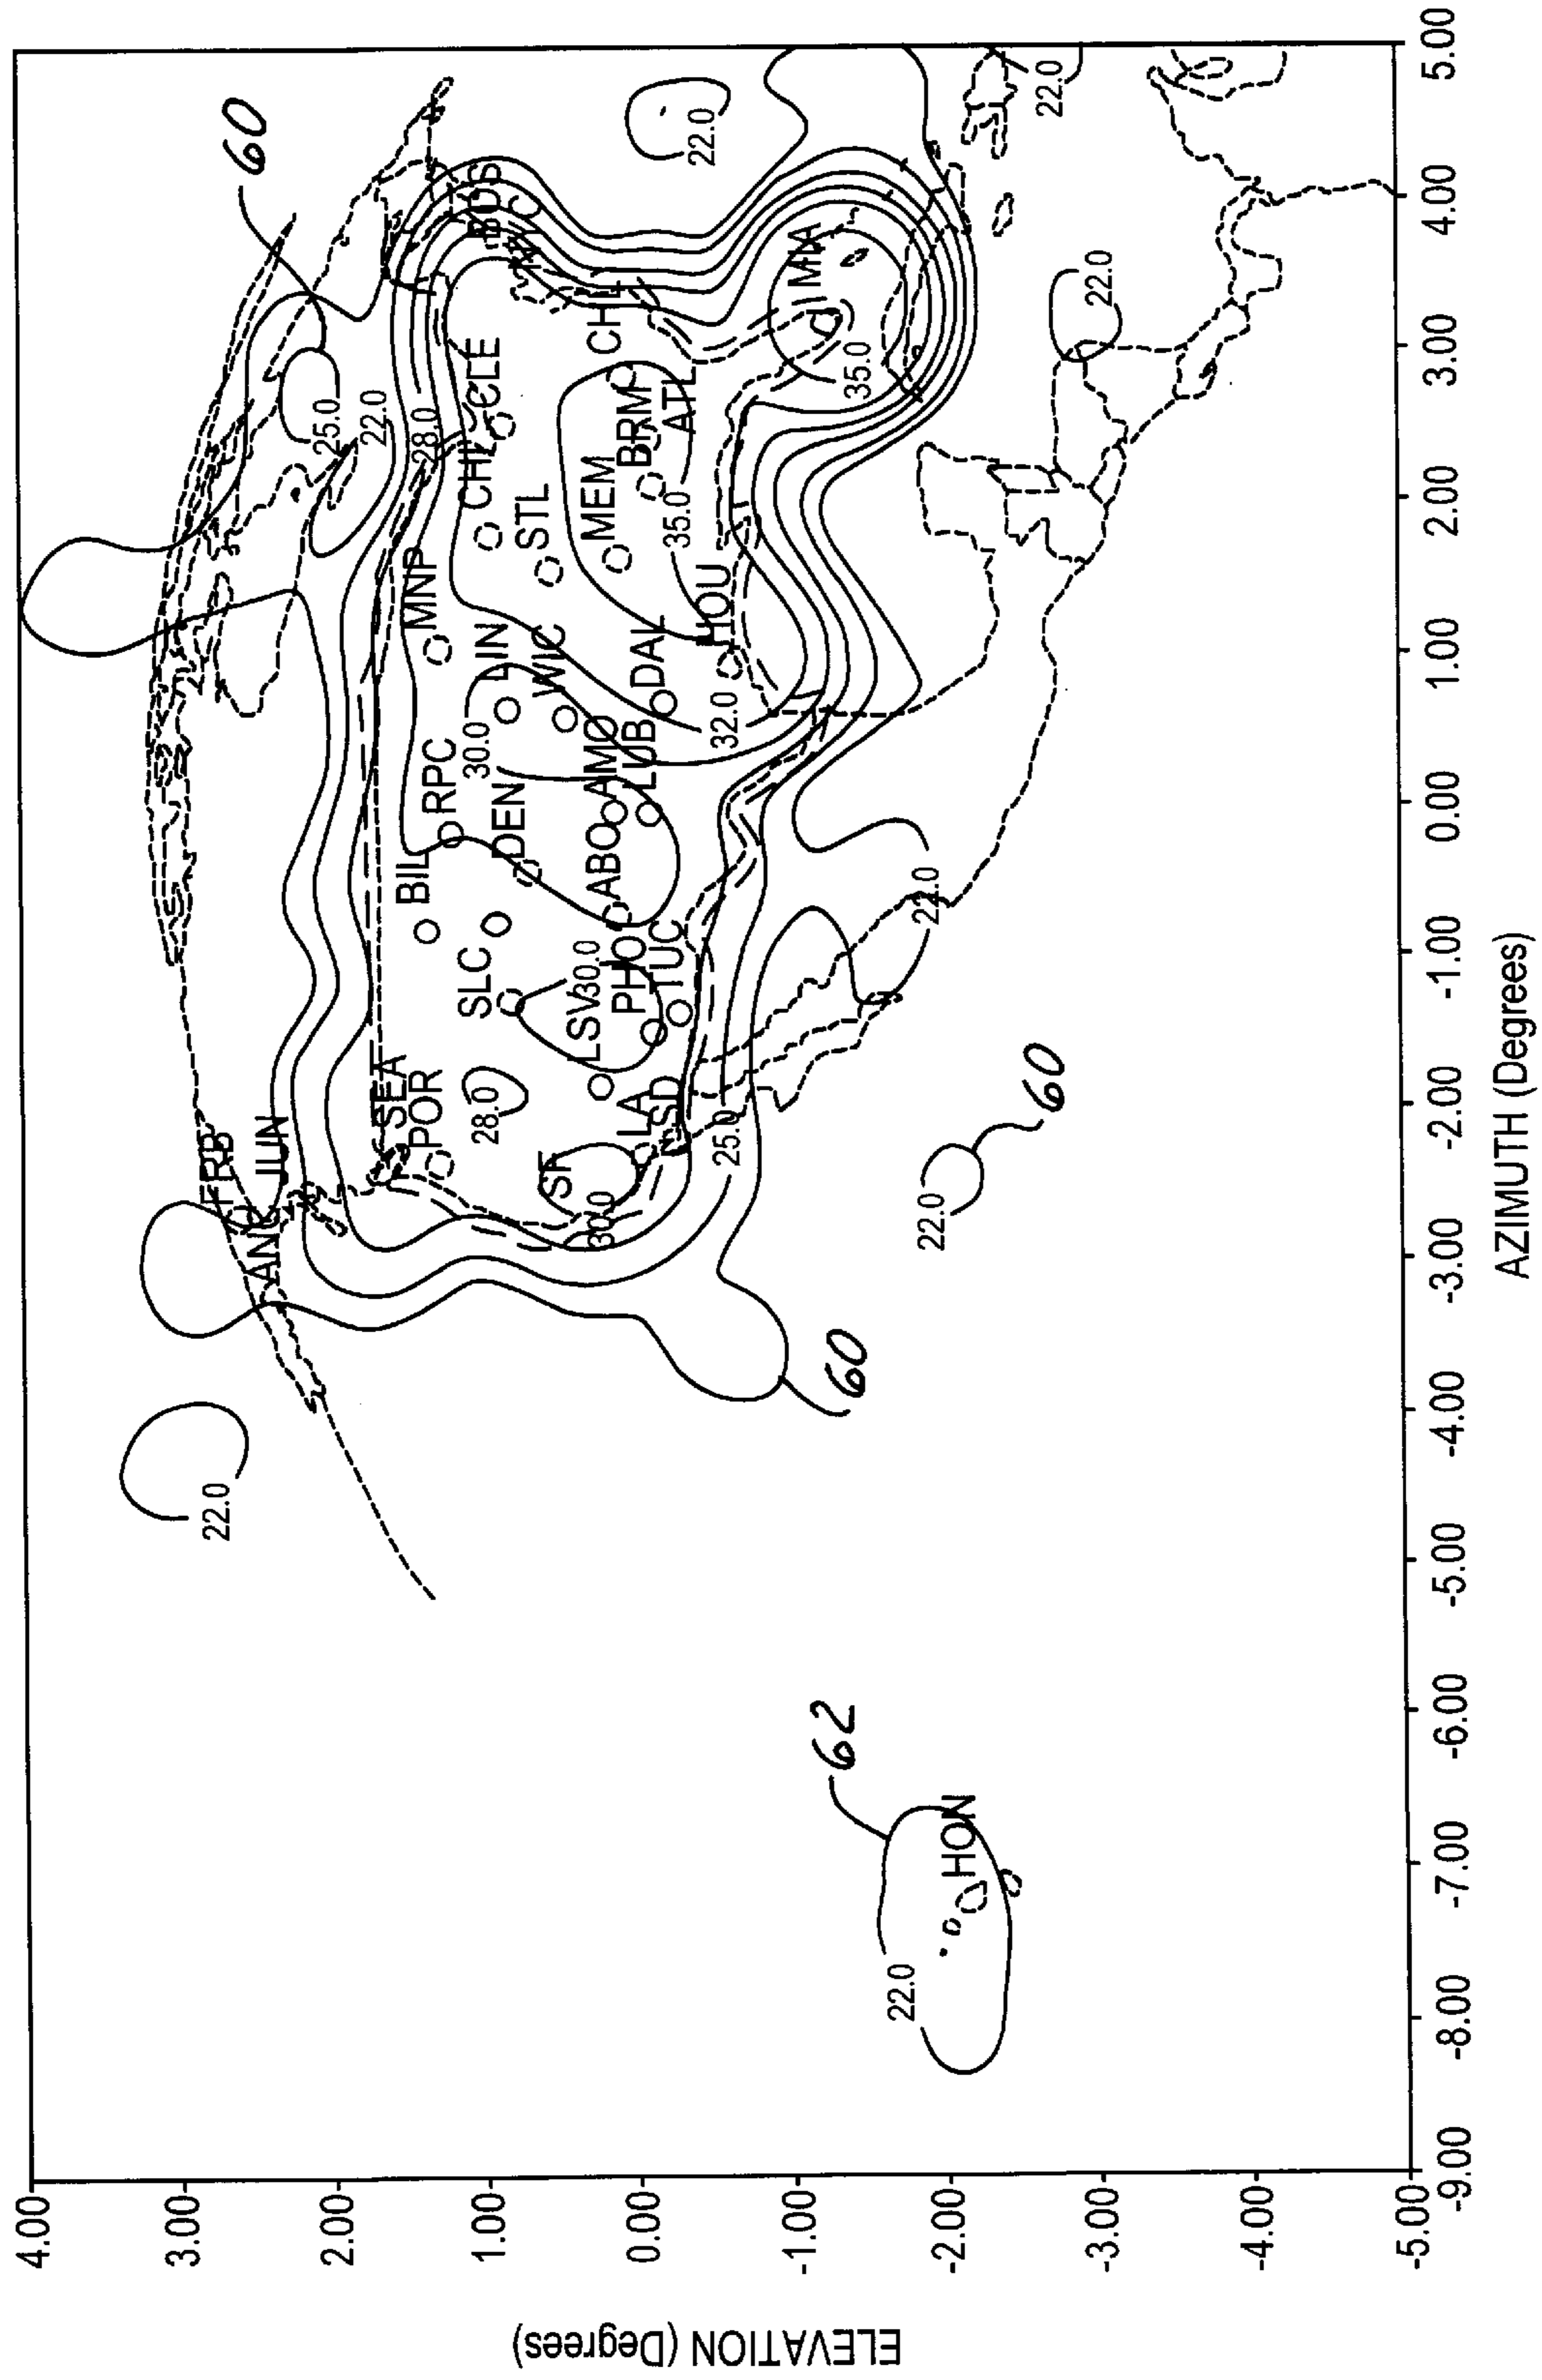 ELEVATION (Degrees)
4.00
3.00
2.00
1.00
0.00
-1.00
-2.00
-3.00
-4.00
-5.00
-9.00
-8.00
-7.00
-6.00
-5.00
-4.00
-3.00
-2.00
-1.00
0.00
1.00
2.00
3.00
4.00
5.00
AZIMUTH (Degrees)
22.0
FRB
60
ANC
JUN
25.0
22.0
SEA
POR
BIL
RPC
MNP
28.0
28.0
SLC
DEN
30.0
LIN
CHI
CLE
BOS
NYC
SF
30.0
LSV
30.0
WIC
STL
LA
SD
PHO
TUC
ABO
AMO
LUB
DAL
MEM
BRM
ATL
CHL
22.0
25.0
32.0
HOU
35.0
MIA
35.0
60
62
22.0
HON
22.0
60
22.0
22.0
22.0